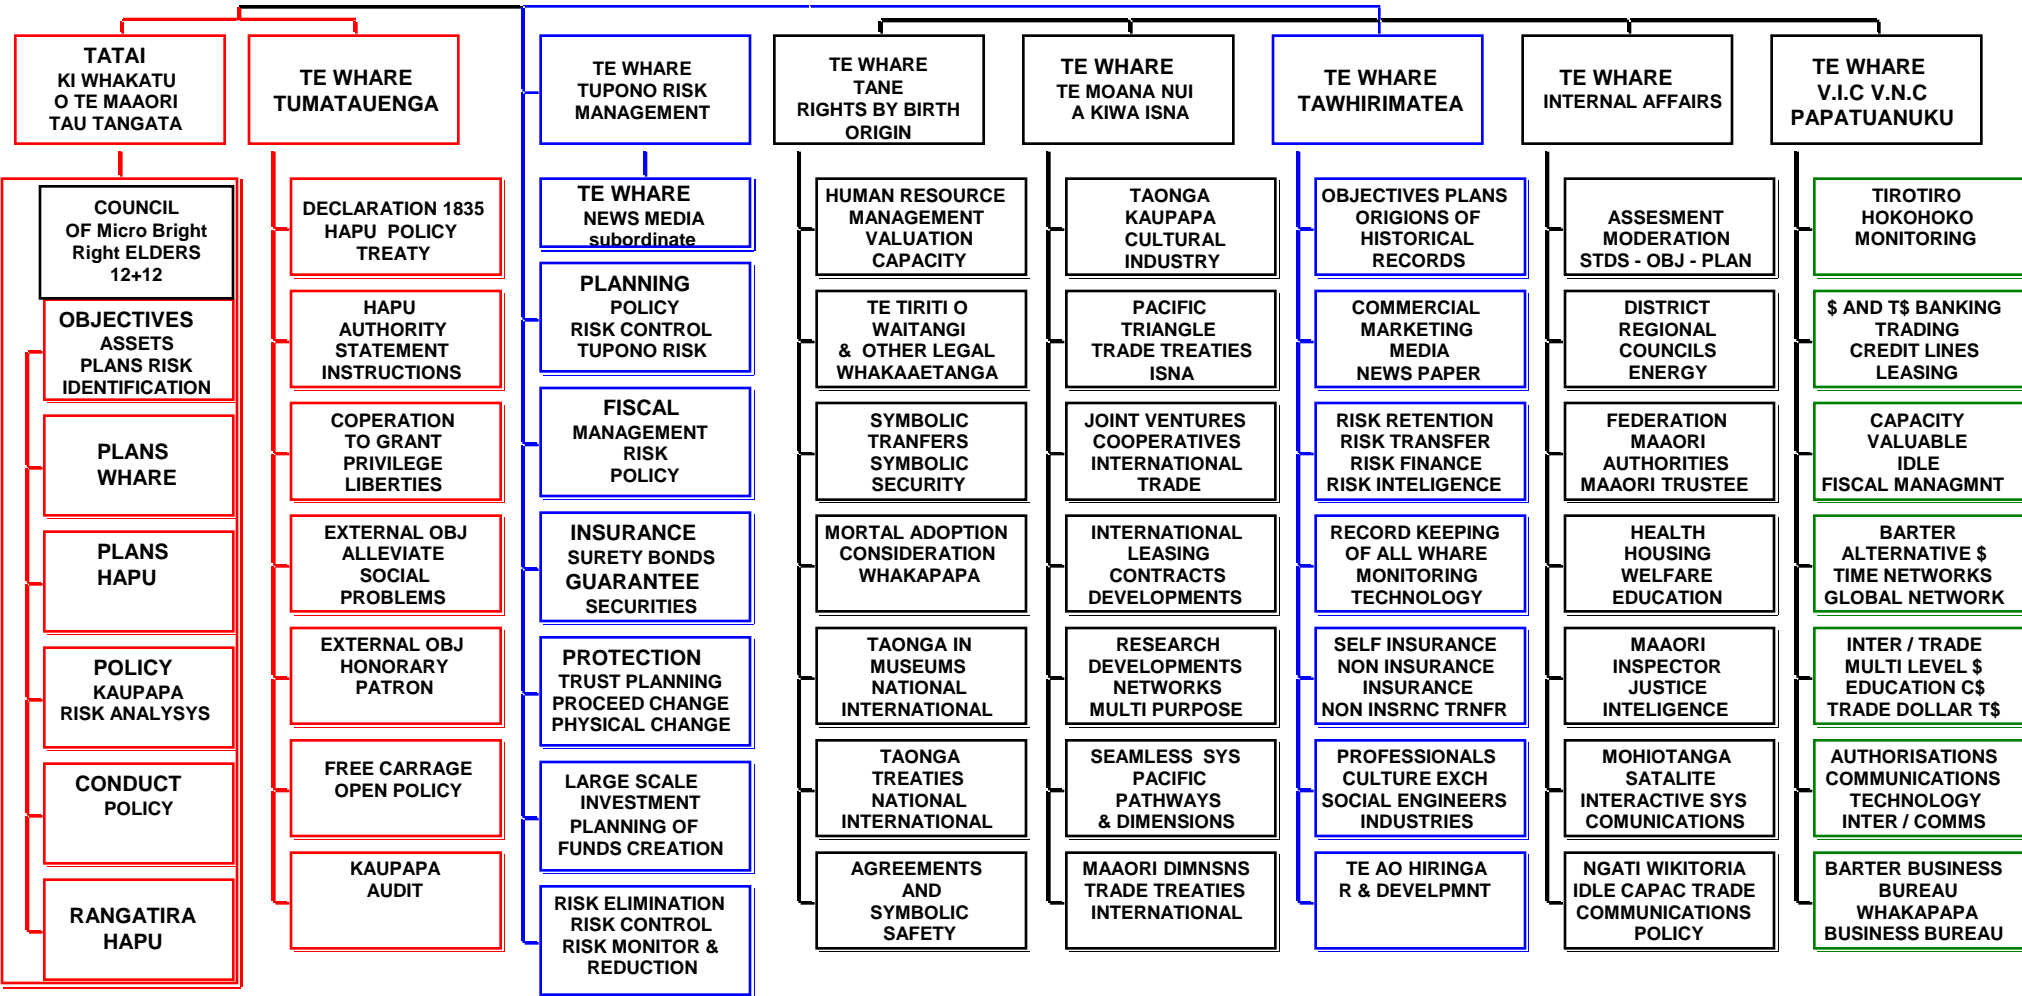 TATAI
KI WHAKATU
O TE MAAORI
TAU TANGATA
TE WHARE
TUMATAUENGA
TE WHARE
TUPONO RISK
MANAGEMENT
TE WHARE
TANE
RIGHTS BY BIRTH
ORIGIN
TE WHARE
TE MOANA NUI
A KIWA ISNA
TE WHARE
TAWHIRIMATEA
TE WHARE
INTERNAL AFFAIRS
TE WHARE
V.I.C V.N.C
PAPATUANUKU
COUNCIL
OF Micro Bright
Right ELDERS
12+12
OBJECTIVES
ASSETS
PLANS RISK
IDENTIFICATION
PLANS
WHARE
PLANS
HAPU
POLICY
KAUPAPA
RISK ANALYSYS
CONDUCT
POLICY
RANGATIRA
HAPU
DECLARATION 1835
HAPU POLICY
TREATY
HAPU
AUTHORITY
STATEMENT
INSTRUCTIONS
COPERATION
TO GRANT
PRIVILEGE
LIBERTIES
EXTERNAL OBJ
ALLEVIATE
SOCIAL
PROBLEMS
EXTERNAL OBJ
HONORARY
PATRON
FREE CARRAGE
OPEN POLICY
KAUPAPA
AUDIT
TE WHARE
NEWS MEDIA
subordinate
PLANNING
POLICY
RISK CONTROL
TUPONO RISK
FISCAL
MANAGEMENT
RISK
POLICY
INSURANCE
SURETY BONDS
GUARANTEE
SECURITIES
PROTECTION
TRUST PLANNING
PROCEED CHANGE
PHYSICAL CHANGE
LARGE SCALE
INVESTMENT
PLANNING OF
FUNDS CREATION
RISK ELIMINATION
RISK CONTROL
RISK MONITOR &
REDUCTION
HUMAN RESOURCE
MANAGEMENT
VALUATION
CAPACITY
TE TIRITI O
WAITANGI
& OTHER LEGAL
WHAKAAETANGA
SYMBOLIC
TRANFERS
SYMBOLIC
SECURITY
MORTAL ADOPTION
CONSIDERATION
WHAKAPAPA
TAONGA IN
MUSEUMS
NATIONAL
INTERNATIONAL
TAONGA
TREATIES
NATIONAL
INTERNATIONAL
AGREEMENTS
AND
SYMBOLIC
SAFETY
TAONGA
KAUPAPA
CULTURAL
INDUSTRY
PACIFIC
TRIANGLE
TRADE TREATIES
ISNA
JOINT VENTURES
COOPERATIVES
INTERNATIONAL
TRADE
INTERNATIONAL
LEASING
CONTRACTS
DEVELOPMENTS
RESEARCH
DEVELOPMENTS
NETWORKS
MULTI PURPOSE
SEAMLESS SYS
PACIFIC
PATHWAYS
& DIMENSIONS
MAAORI DIMNSNS
TRADE TREATIES
INTERNATIONAL
OBJECTIVES PLANS
ORIGIONS OF
HISTORICAL
RECORDS
COMMERCIAL
MARKETING
MEDIA
NEWS PAPER
RISK RETENTION
RISK TRANSFER
RISK FINANCE
RISK INTELIGENCE
RECORD KEEPING
OF ALL WHARE
MONITORING
TECHNOLOGY
SELF INSURANCE
NON INSURANCE
INSURANCE
NON INSRNC TRNFR
PROFESSIONALS
CULTURE EXCH
SOCIAL ENGINEERS
INDUSTRIES
TE AO HIRINGA
R & DEVELPMNT
ASSESMENT
MODERATION
STDS - OBJ - PLAN
DISTRICT
REGIONAL
COUNCILS
ENERGY
FEDERATION
MAAORI
AUTHORITIES
MAAORI TRUSTEE
HEALTH
HOUSING
WELFARE
EDUCATION
MAAORI
INSPECTOR
JUSTICE
INTELIGENCE
MOHIOTANGA
SATALITE
INTERACTIVE SYS
COMUNICATIONS
NGATI WIKITORIA
IDLE CAPAC TRADE
COMMUNICATIONS
POLICY
TIROTIRO
HOKOHOKO
MONITORING
$ AND T$ BANKING
TRADING
CREDIT LINES
LEASING
CAPACITY
VALUABLE
IDLE
FISCAL MANAGMNT
BARTER
ALTERNATIVE $
TIME NETWORKS
GLOBAL NETWORK
INTER / TRADE
MULTI LEVEL $
EDUCATION C$
TRADE DOLLAR T$
AUTHORISATIONS
COMMUNICATIONS
TECHNOLOGY
INTER / COMMS
BARTER BUSINESS
BUREAU
WHAKAPAPA
BUSINESS BUREAU